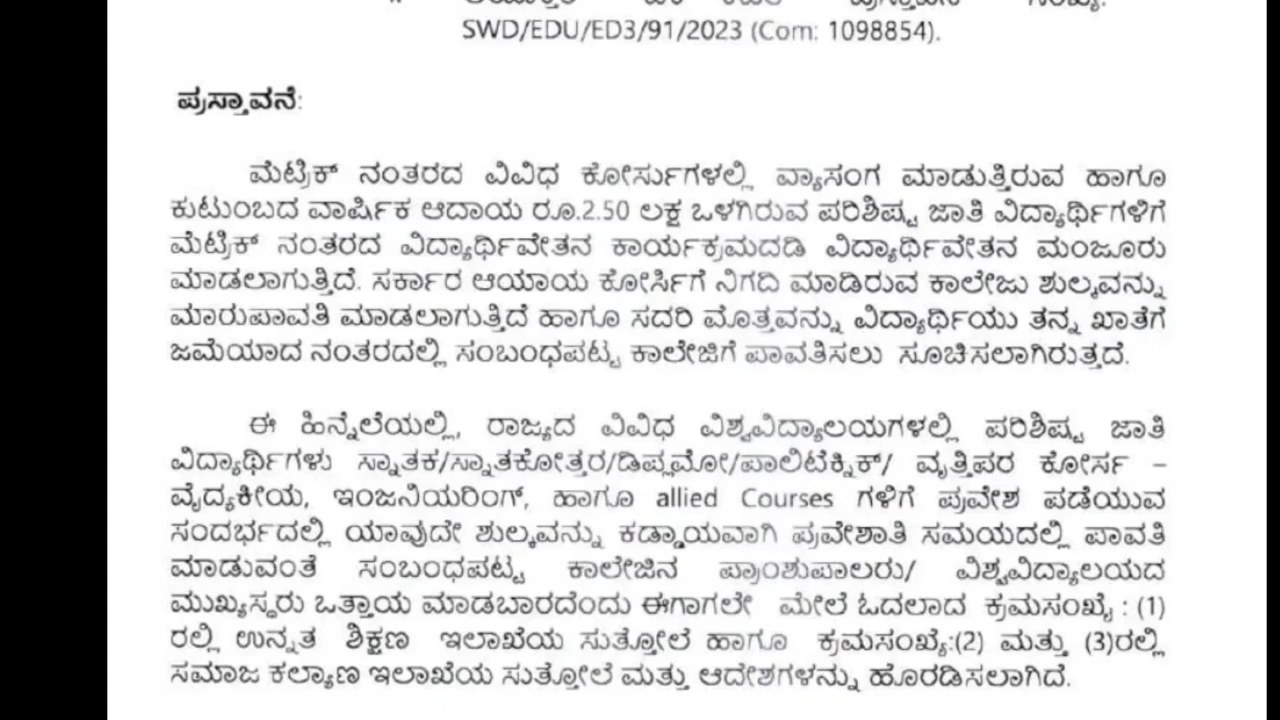 SWD/EDU/ED3/91/2023 (Com: 1098854).
ಪ್ರಸ್ತಾವನೆ:
ಮೆಟ್ರಿಕ್ ನಂತರದ ವಿವಿಧ ಕೋರ್ಸುಗಳಲ್ಲಿ ವ್ಯಾಸಂಗ ಮಾಡುತ್ತಿರುವ ಹಾಗೂ
ಕುಟುಂಬದ ವಾರ್ಷಿಕ ಆದಾಯ ರೂ.2.50 ಲಕ್ಷ ಒಳಗಿರುವ ಪರಿಶಿಷ್ಟ ಜಾತಿ ವಿದ್ಯಾರ್ಥಿಗಳಿಗೆ
ಮೆಟ್ರಿಕ್ ನಂತರದ ವಿದ್ಯಾರ್ಥಿವೇತನ ಕಾರ್ಯಕ್ರಮದಡಿ ವಿದ್ಯಾರ್ಥಿವೇತನ ಮಂಜೂರು
ಮಾಡಲಾಗುತ್ತಿದೆ. ಸರ್ಕಾರ ಆಯಾಯ ಕೋರ್ಸಿಗೆ ನಿಗದಿ ಮಾಡಿರುವ ಕಾಲೇಜು ಶುಲ್ಕವನ್ನು
ಮಾರುಪಾವತಿ ಮಾಡಲಾಗುತ್ತಿದೆ ಹಾಗೂ ಸದರಿ ಮೊತ್ತವನ್ನು ವಿದ್ಯಾರ್ಥಿಯು ತನ್ನ ಖಾತೆಗೆ
ಜಮೆಯಾದ ನಂತರದಲ್ಲಿ ಸಂಬಂಧಪಟ್ಟ ಕಾಲೇಜಿಗೆ ಪಾವತಿಸಲು ಸೂಚಿಸಲಾಗಿರುತ್ತದೆ.
ಈ ಹಿನ್ನೆಲೆಯಲ್ಲಿ, ರಾಜ್ಯದ ವಿವಿಧ ವಿಶ್ವವಿದ್ಯಾಲಯಗಳಲ್ಲಿ ಪರಿಶಿಷ್ಟ ಜಾತಿ
ವಿದ್ಯಾರ್ಥಿಗಳು ಸ್ನಾತಕ/ಸ್ನಾತಕೋತ್ತರ/ಡಿಪ್ಲಮೋ/ಪಾಲಿಟೆಕ್ನಿಕ್/ ವೃತ್ತಿಪರ ಕೋರ್ಸ –
ವೈದ್ಯಕೀಯ, ಇಂಜನಿಯರಿಂಗ್, ಹಾಗೂ allied Courses ಗಳಿಗೆ ಪ್ರವೇಶ ಪಡೆಯುವ
ಸಂದರ್ಭದಲ್ಲಿ ಯಾವುದೇ ಶುಲ್ಕವನ್ನು ಕಡ್ಡಾಯವಾಗಿ ಪ್ರವೇಶಾತಿ ಸಮಯದಲ್ಲಿ ಪಾವತಿ
ಮಾಡುವಂತೆ ಸಂಬಂಧಪಟ್ಟ ಕಾಲೇಜಿನ ಪ್ರಾಂಶುಪಾಲರು/ ವಿಶ್ವವಿದ್ಯಾಲಯದ
ಮುಖ್ಯಸ್ಥರು ಒತ್ತಾಯ ಮಾಡಬಾರದೆಂದು ಈಗಾಗಲೇ ಮೇಲೆ ಓದಲಾದ ಕ್ರಮಸಂಖ್ಯೆ : (1)
ರಲ್ಲಿ ಉನ್ನತ ಶಿಕ್ಷಣ ಇಲಾಖೆಯ ಸುತ್ತೋಲೆ ಹಾಗೂ ಕ್ರಮಸಂಖ್ಯೆ:(2) ಮತ್ತು (3)ರಲ್ಲಿ
ಸಮಾಜ ಕಲ್ಯಾಣ ಇಲಾಖೆಯ ಸುತ್ತೋಲೆ ಮತ್ತು ಆದೇಶಗಳನ್ನು ಹೊರಡಿಸಲಾಗಿದೆ.